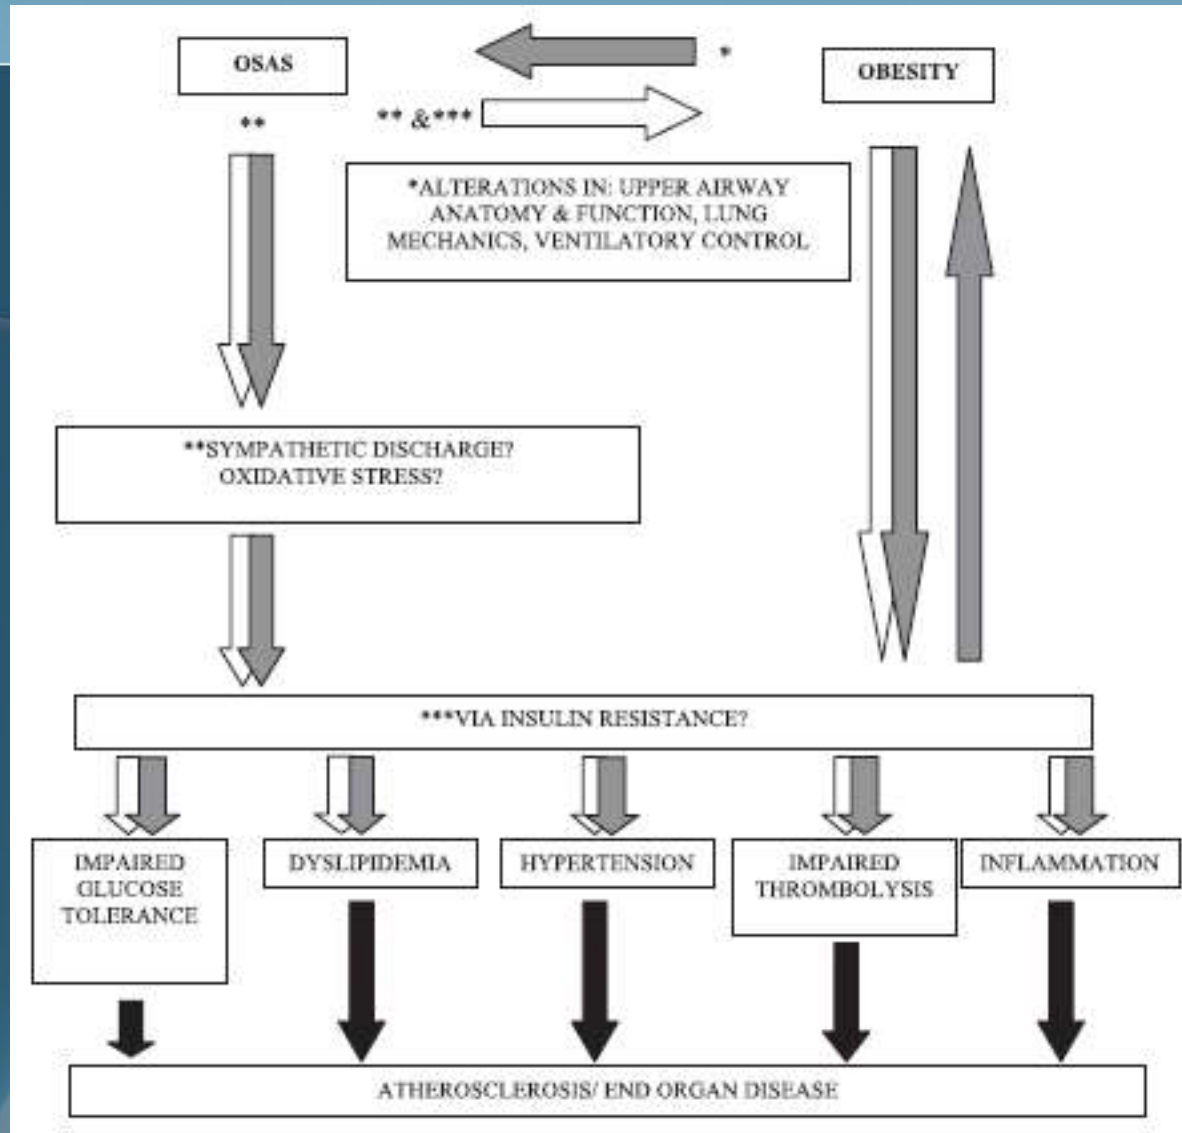 OSAS
*
OBESITY
**
** &***
*ALTERATIONS IN: UPPER AIRWAY
ANATOMY & FUNCTION, LUNG
MECHANICS, VENTILATORY CONTROL
**SYMPATHETIC DISCHARGE?
OXIDATIVE STRESS?
***VIA INSULIN RESISTANCE?
IMPAIRED
GLUCOSE
TOLERANCE
DYSLIPIDEMIA
HYPERTENSION
IMPAIRED
THROMBOLYSIS
INFLAMMATION
ATHEROSCLEROSIS/ END ORGAN DISEASE